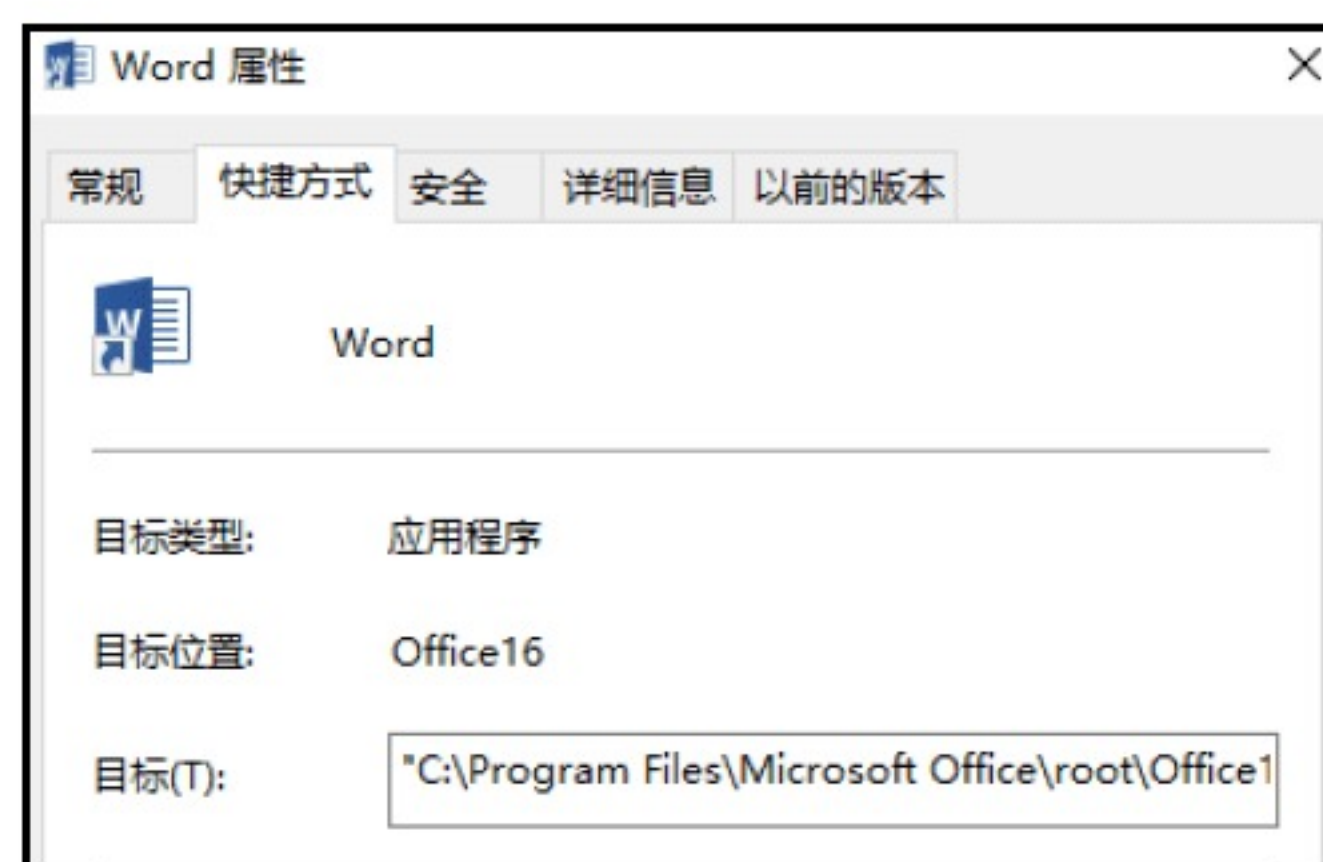 Word 属性
常规 快捷方式 安全 详细信息 以前的版本
W
Word
目标类型: 应用程序
目标位置: Office16
目标(T): "C:\Program Files\Microsoft Office\root\Office1